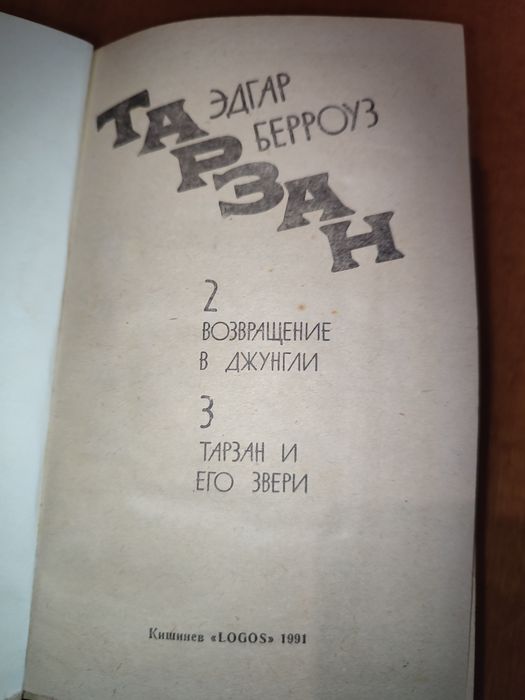 ЭДГАР
БЕРРОУЗ
ТАРЗАН
2
ВОЗВРАЩЕНИЕ
В ДЖУНГЛИ
3
ТАРЗАН И
ЕГО ЗВЕРИ
Кишинев «LOGOS» 1991